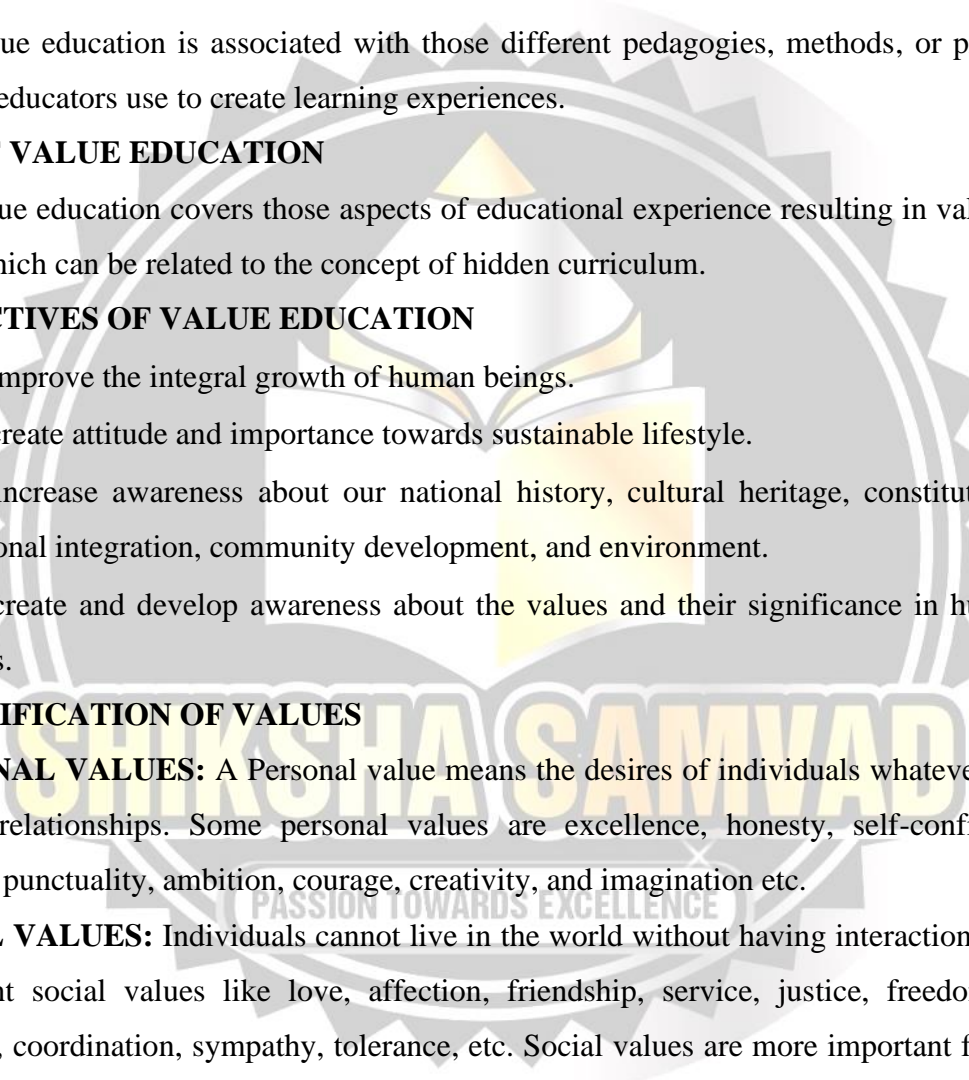 ue education is associated with those different pedagogies, methods, or p
educators use to create learning experiences.
VALUE EDUCATION
ue education covers those aspects of educational experience resulting in val
hich can be related to the concept of hidden curriculum.
CTIVES OF VALUE EDUCATION
mprove the integral growth of human beings.
create attitude and importance towards sustainable lifestyle.
increase awareness about our national history, cultural heritage, constitut
onal integration, community development, and environment.
create and develop awareness about the values and their significance in hu
s.
IFICATION OF VALUES
NAL VALUES: A Personal value means the desires of individuals whateve
relationships. Some personal values are excellence, honesty, self-confi
punctuality, ambition, courage, creativity, and imagination etc.
L VALUES: Individuals cannot live in the world without having interaction
nt social values like love, affection, friendship, service, justice, freedo
, coordination, sympathy, tolerance, etc. Social values are more important f
SHIKSHA SAMVAD
PASSION TOWARDS EXCELLENCE